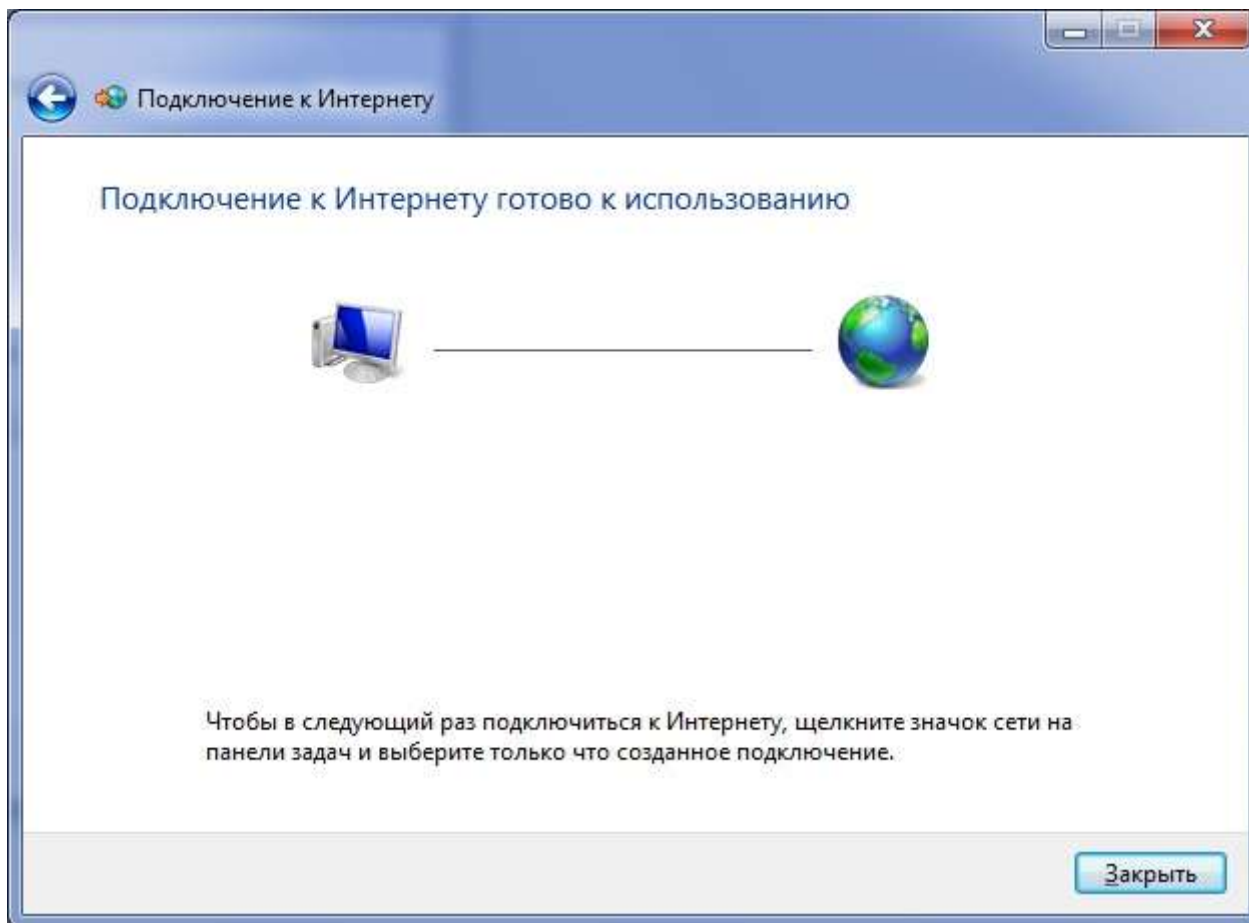 Подключение к Интернету
Подключение к Интернету готово к использованию
Чтобы в следующий раз подключиться к Интернету, щелкните значок сети на
панели задач и выберите только что созданное подключение.
Закрыть